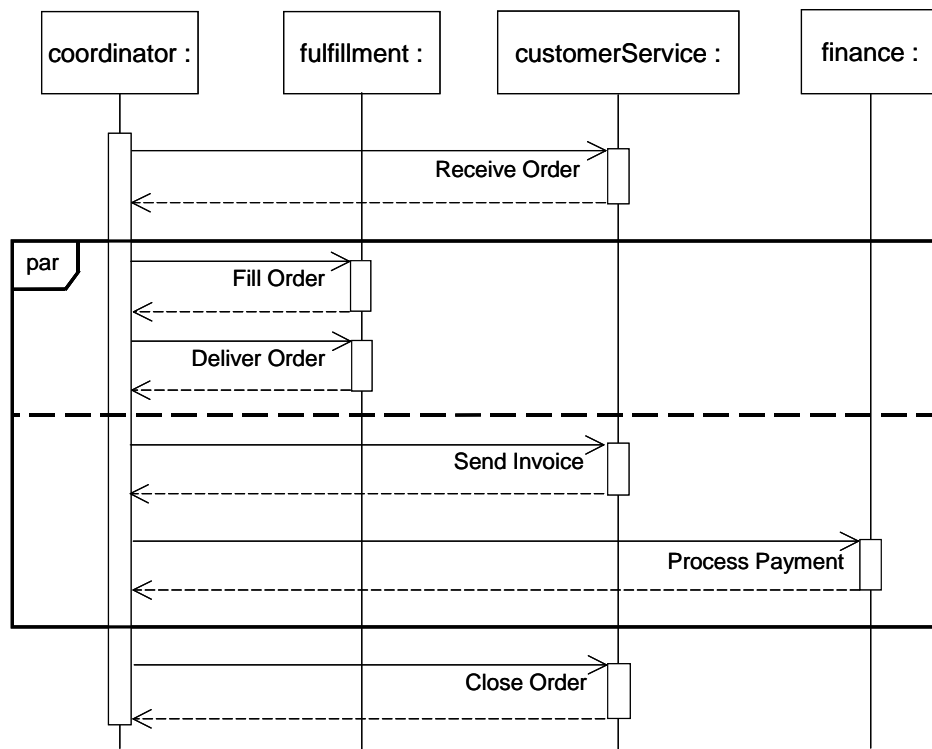 coordinator :
fulfillment :
customerService :
finance :
Receive Order
par
Fill Order
Deliver Order
Send Invoice
Process Payment
Close Order